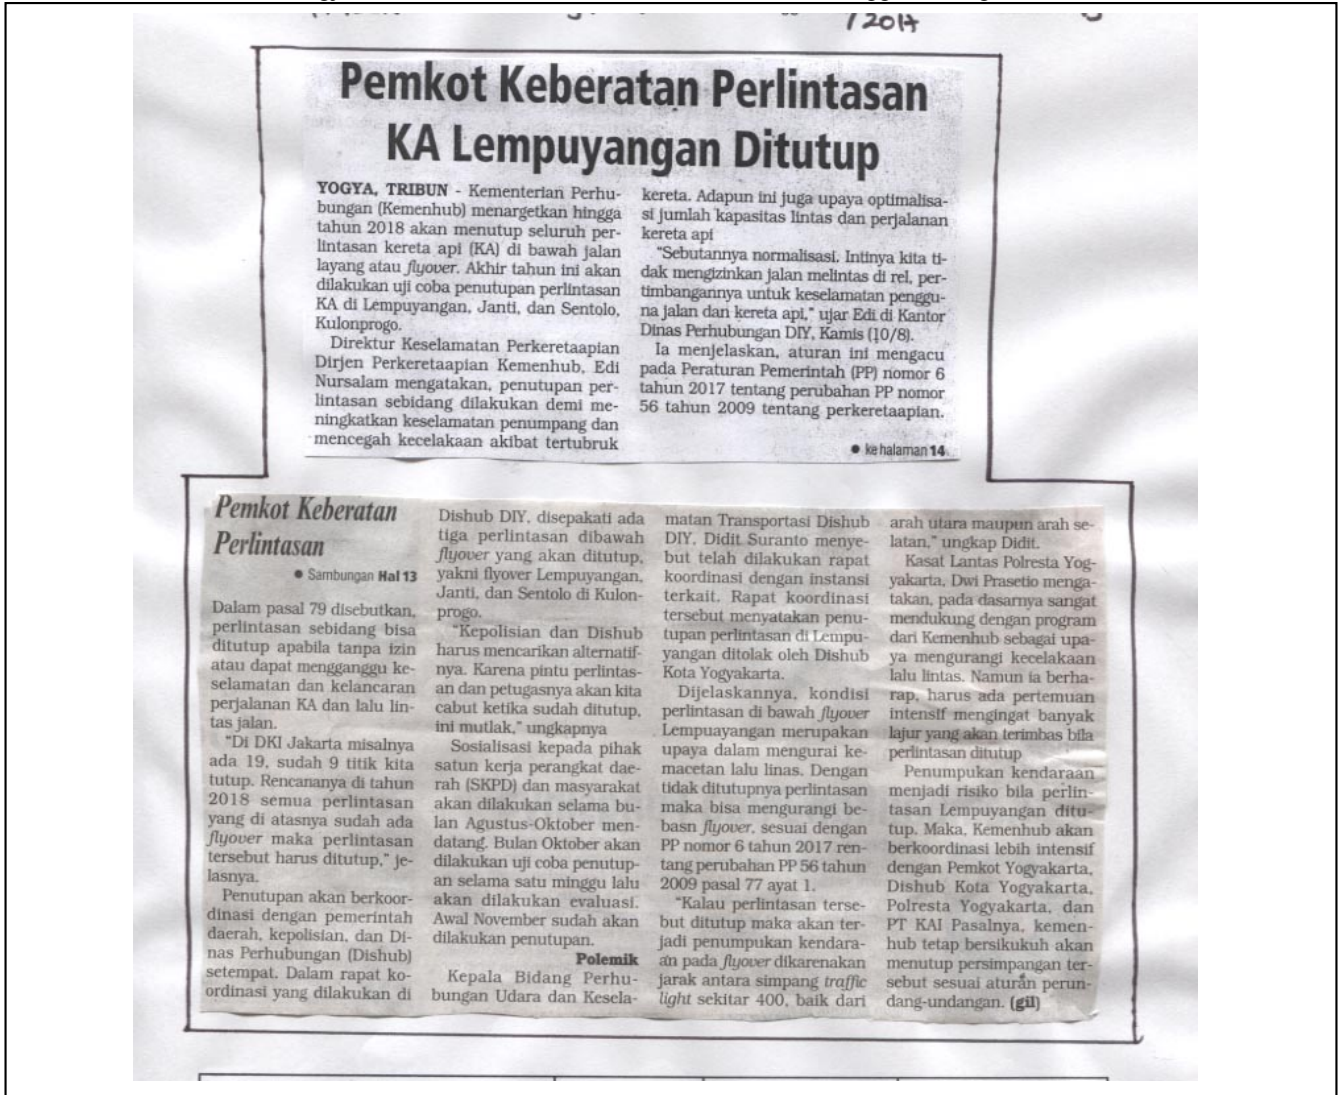 /2017
Pemkot Keberatan Perlintasan
KA Lempuyangan Ditutup
YOGYA, TRIBUN - Kementerian Perhu-
bungan (Kemenhub) menargetkan hingga
tahun 2018 akan menutup seluruh per-
lintasan kereta api (KA) di bawah jalan
layang atau flyover. Akhir tahun ini akan
dilakukan uji coba penutupan perlintasan
KA di Lempuyangan, Janti, dan Sentolo,
Kulonprogo.
Direktur Keselamatan Perkeretaapian
Dirjen Perkeretaapian Kemenhub, Edi
Nursalam mengatakan, penutupan per-
lintasan sebidang dilakukan demi me-
ningkatkan keselamatan penumpang dan
mencegah kecelakaan akibat tertubruk
kereta. Adapun ini juga upaya optimalisa-
si jumlah kapasitas lintas dan perjalanan
kereta api
"Sebutannya normalisasi. Intinya kita ti-
dak mengizinkan jalan melintas di rel, per-
timbangannya untuk keselamatan penggu-
na jalan dan kereta api," ujar Edi di Kantor
Dinas Perhubungan DIY, Kamis (10/8).
Ia menjelaskan, aturan ini mengacu
pada Peraturan Pemerintah (PP) nomor 6
tahun 2017 tentang perubahan PP nomor
56 tahun 2009 tentang perkeretaapian.
● ke halaman 14
Pemkot Keberatan
Perlintasan
● Sambungan Hal 13
Dalam pasal 79 disebutkan,
perlintasan sebidang bisa
ditutup apabila tanpa izin
atau dapat mengganggu ke-
selamatan dan kelancaran
perjalanan KA dan lalu lin-
tas jalan.
"Di DKI Jakarta misalnya
ada 19, sudah 9 titik kita
tutup. Rencananya di tahun
2018 semua perlintasan
yang di atasnya sudah ada
flyover maka perlintasan
tersebut harus ditutup," je-
lasnya.
Penutupan akan berkoor-
dinasi dengan pemerintah
daerah, kepolisian, dan Di-
nas Perhubungan (Dishub)
setempat. Dalam rapat ko-
ordinasi yang dilakukan di
Dishub DIY, disepakati ada
tiga perlintasan dibawah
flyover yang akan ditutup,
yakni flyover Lempuyangan,
Janti, dan Sentolo di Kulon-
progo.
"Kepolisian dan Dishub
harus mencarikan alternatif-
nya. Karena pintu perlintas-
an dan petugasnya akan kita
cabut ketika sudah ditutup,
ini mutlak," ungkapnya
Sosialisasi kepada pihak
satun kerja perangkat dae-
rah (SKPD) dan masyarakat
akan dilakukan selama bu-
lan Agustus-Oktober men-
datang. Bulan Oktober akan
dilakukan uji coba penutup-
an selama satu minggu lalu
akan dilakukan evaluasi.
Awal November sudah akan
dilakukan penutupan.
Polemik
Kepala Bidang Perhu-
bungan Udara dan Kesela-
matan Transportasi Dishub
DIY, Didit Suranto menye-
but telah dilakukan rapat
koordinasi dengan instansi
terkait. Rapat koordinasi
tersebut menyatakan penu-
tupan perlintasan di Lempu-
yangan ditolak oleh Dishub
Kota Yogyakarta.
Dijelaskannya, kondisi
perlintasan di bawah flyover
Lempuayangan merupakan
upaya dalam mengurai ke-
macetan lalu linas. Dengan
tidak ditutupnya perlintasan
maka bisa mengurangi be-
basn flyover, sesuai dengan
PP nomor 6 tahun 2017 ren-
tang perubahan PP 56 tahun
2009 pasal 77 ayat 1.
"Kalau perlintasan terse-
but ditutup maka akan ter-
jadi penumpukan kendara-
an pada flyover dikarenakan
jarak antara simpang traffic
light sekitar 400, baik dari
arah utara maupun arah se-
latan," ungkap Didit.
Kasat Lantas Polresta Yog-
yakarta, Dwi Prasetio menga-
takan, pada dasarnya sangat
mendukung dengan program
dari Kemenhub sebagai upa-
ya mengurangi kecelakaan
lalu lintas. Namun ia berha-
rap, harus ada pertemuan
intensif mengingat banyak
lajur yang akan terimbas bila
perlintasan ditutup
Penumpukan kendaraan
menjadi risiko bila perlin-
tasan Lempuyangan ditu-
tup. Maka, Kemenhub akan
berkoordinasi lebih intensif
dengan Pemkot Yogyakarta,
Dishub Kota Yogyakarta,
Polresta Yogyakarta, dan
PT KAI Pasalnya, kemen-
hub tetap bersikukuh akan
menutup persimpangan ter-
sebut sesuai aturan perun-
dang-undangan. (gil)